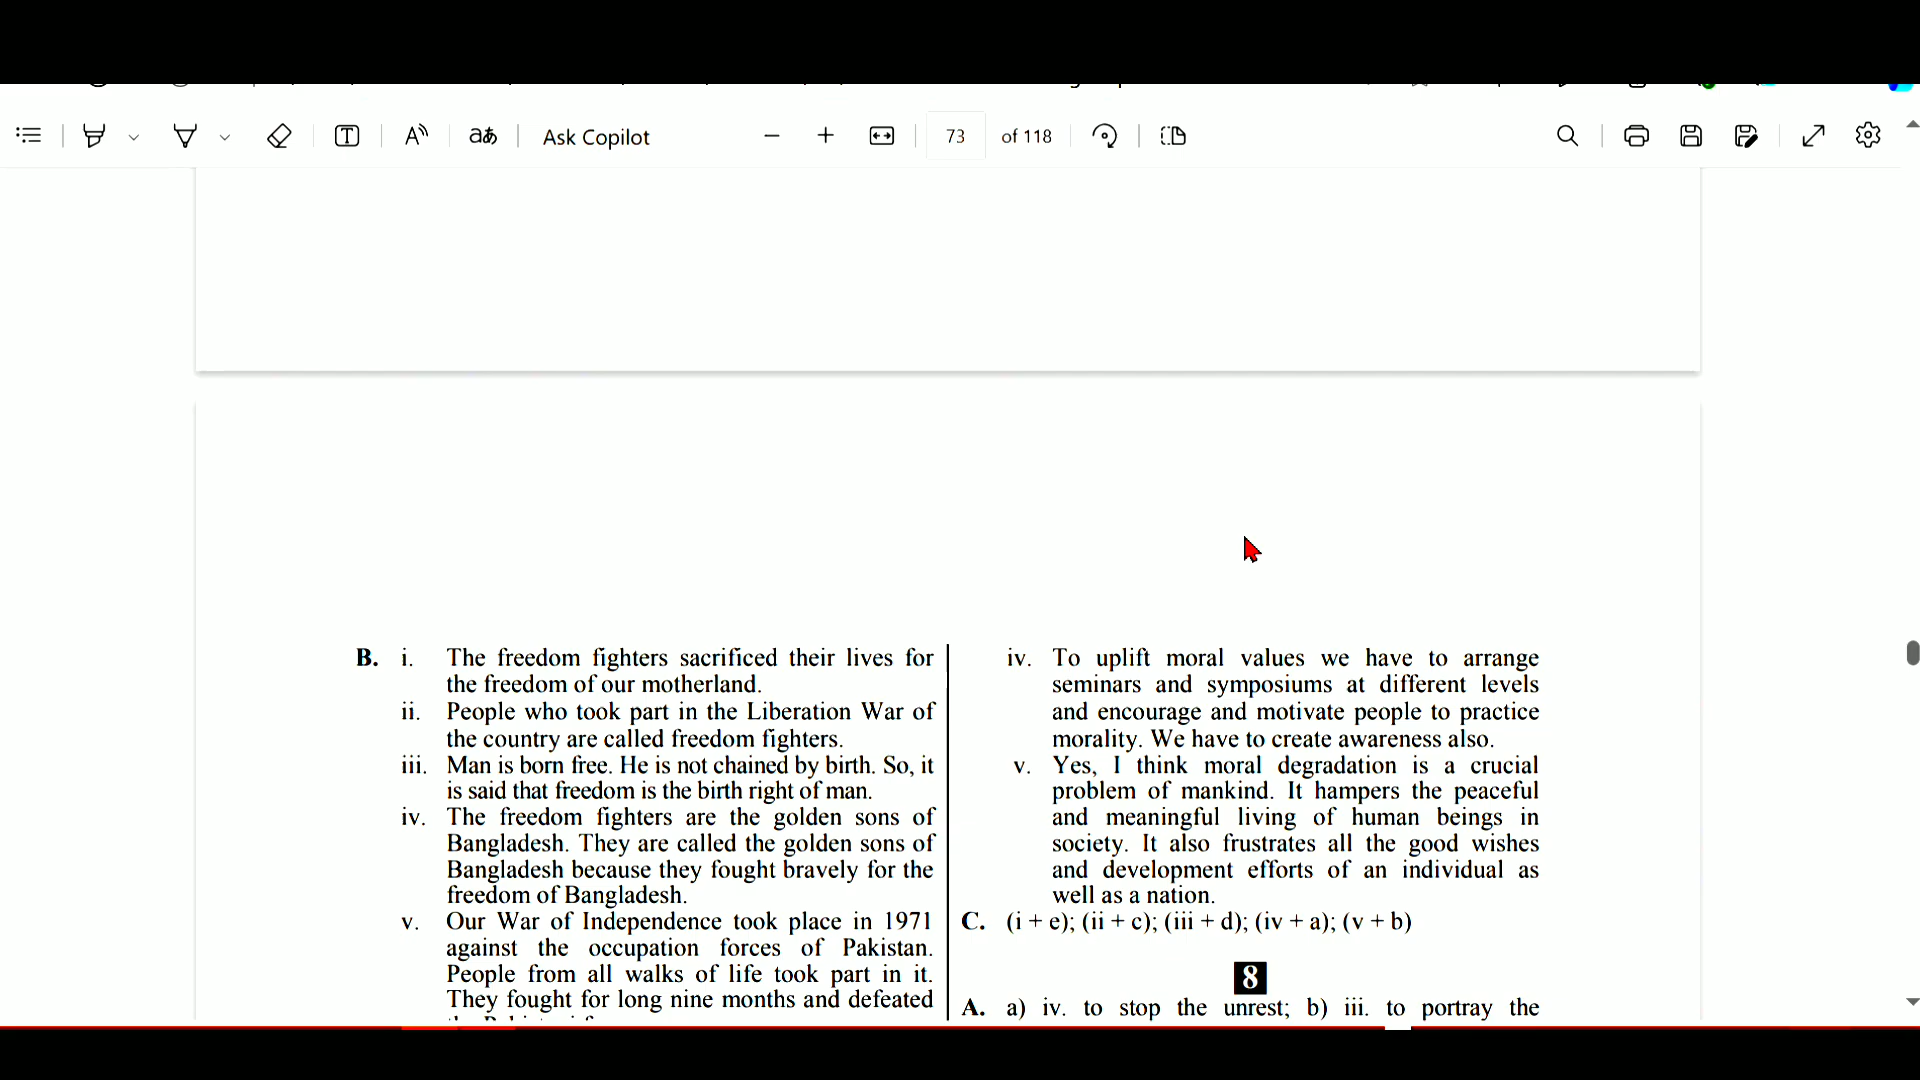 Ask Copilot
73 of 118
B. i. The freedom fighters sacrificed their lives for
the freedom of our motherland.
ii. People who took part in the Liberation War of
the country are called freedom fighters.
iii. Man is born free. He is not chained by birth. So, it
is said that freedom is the birth right of man.
iv. The freedom fighters are the golden sons of
Bangladesh. They are called the golden sons of
Bangladesh because they fought bravely for the
freedom of Bangladesh.
v. Our War of Independence took place in 1971
against the occupation forces of Pakistan.
People from all walks of life took part in it.
They fought for long nine months and defeated
iv. To uplift moral values we have to arrange
seminars and symposiums at different levels
and encourage and motivate people to practice
morality. We have to create awareness also.
v. Yes, I think moral degradation is a crucial
problem of mankind. It hampers the peaceful
and meaningful living of human beings in
society. It also frustrates all the good wishes
and development efforts of an individual as
well as a nation.
C. (i + e); (ii + c); (iii + d); (iv + a); (v + b)
8
A. a) iv. to stop the unrest; b) iii. to portray the